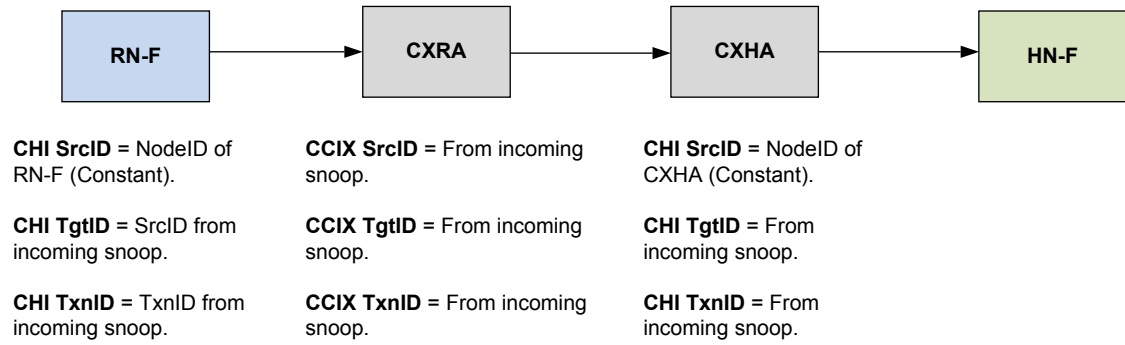 RN-F
CXRA
CXHA
HN-F
CHI SrcID = NodeID of
RN-F (Constant).
CHI TgtID = SrcID from
incoming snoop.
CHI TxnID = TxnID from
incoming snoop.
CCIX SrcID = From incoming
snoop.
CCIX TgtID = From incoming
snoop.
CCIX TxnID = From incoming
snoop.
CHI SrcID = NodeID of
CXHA (Constant).
CHI TgtID = From
incoming snoop.
CHI TxnID = From
incoming snoop.